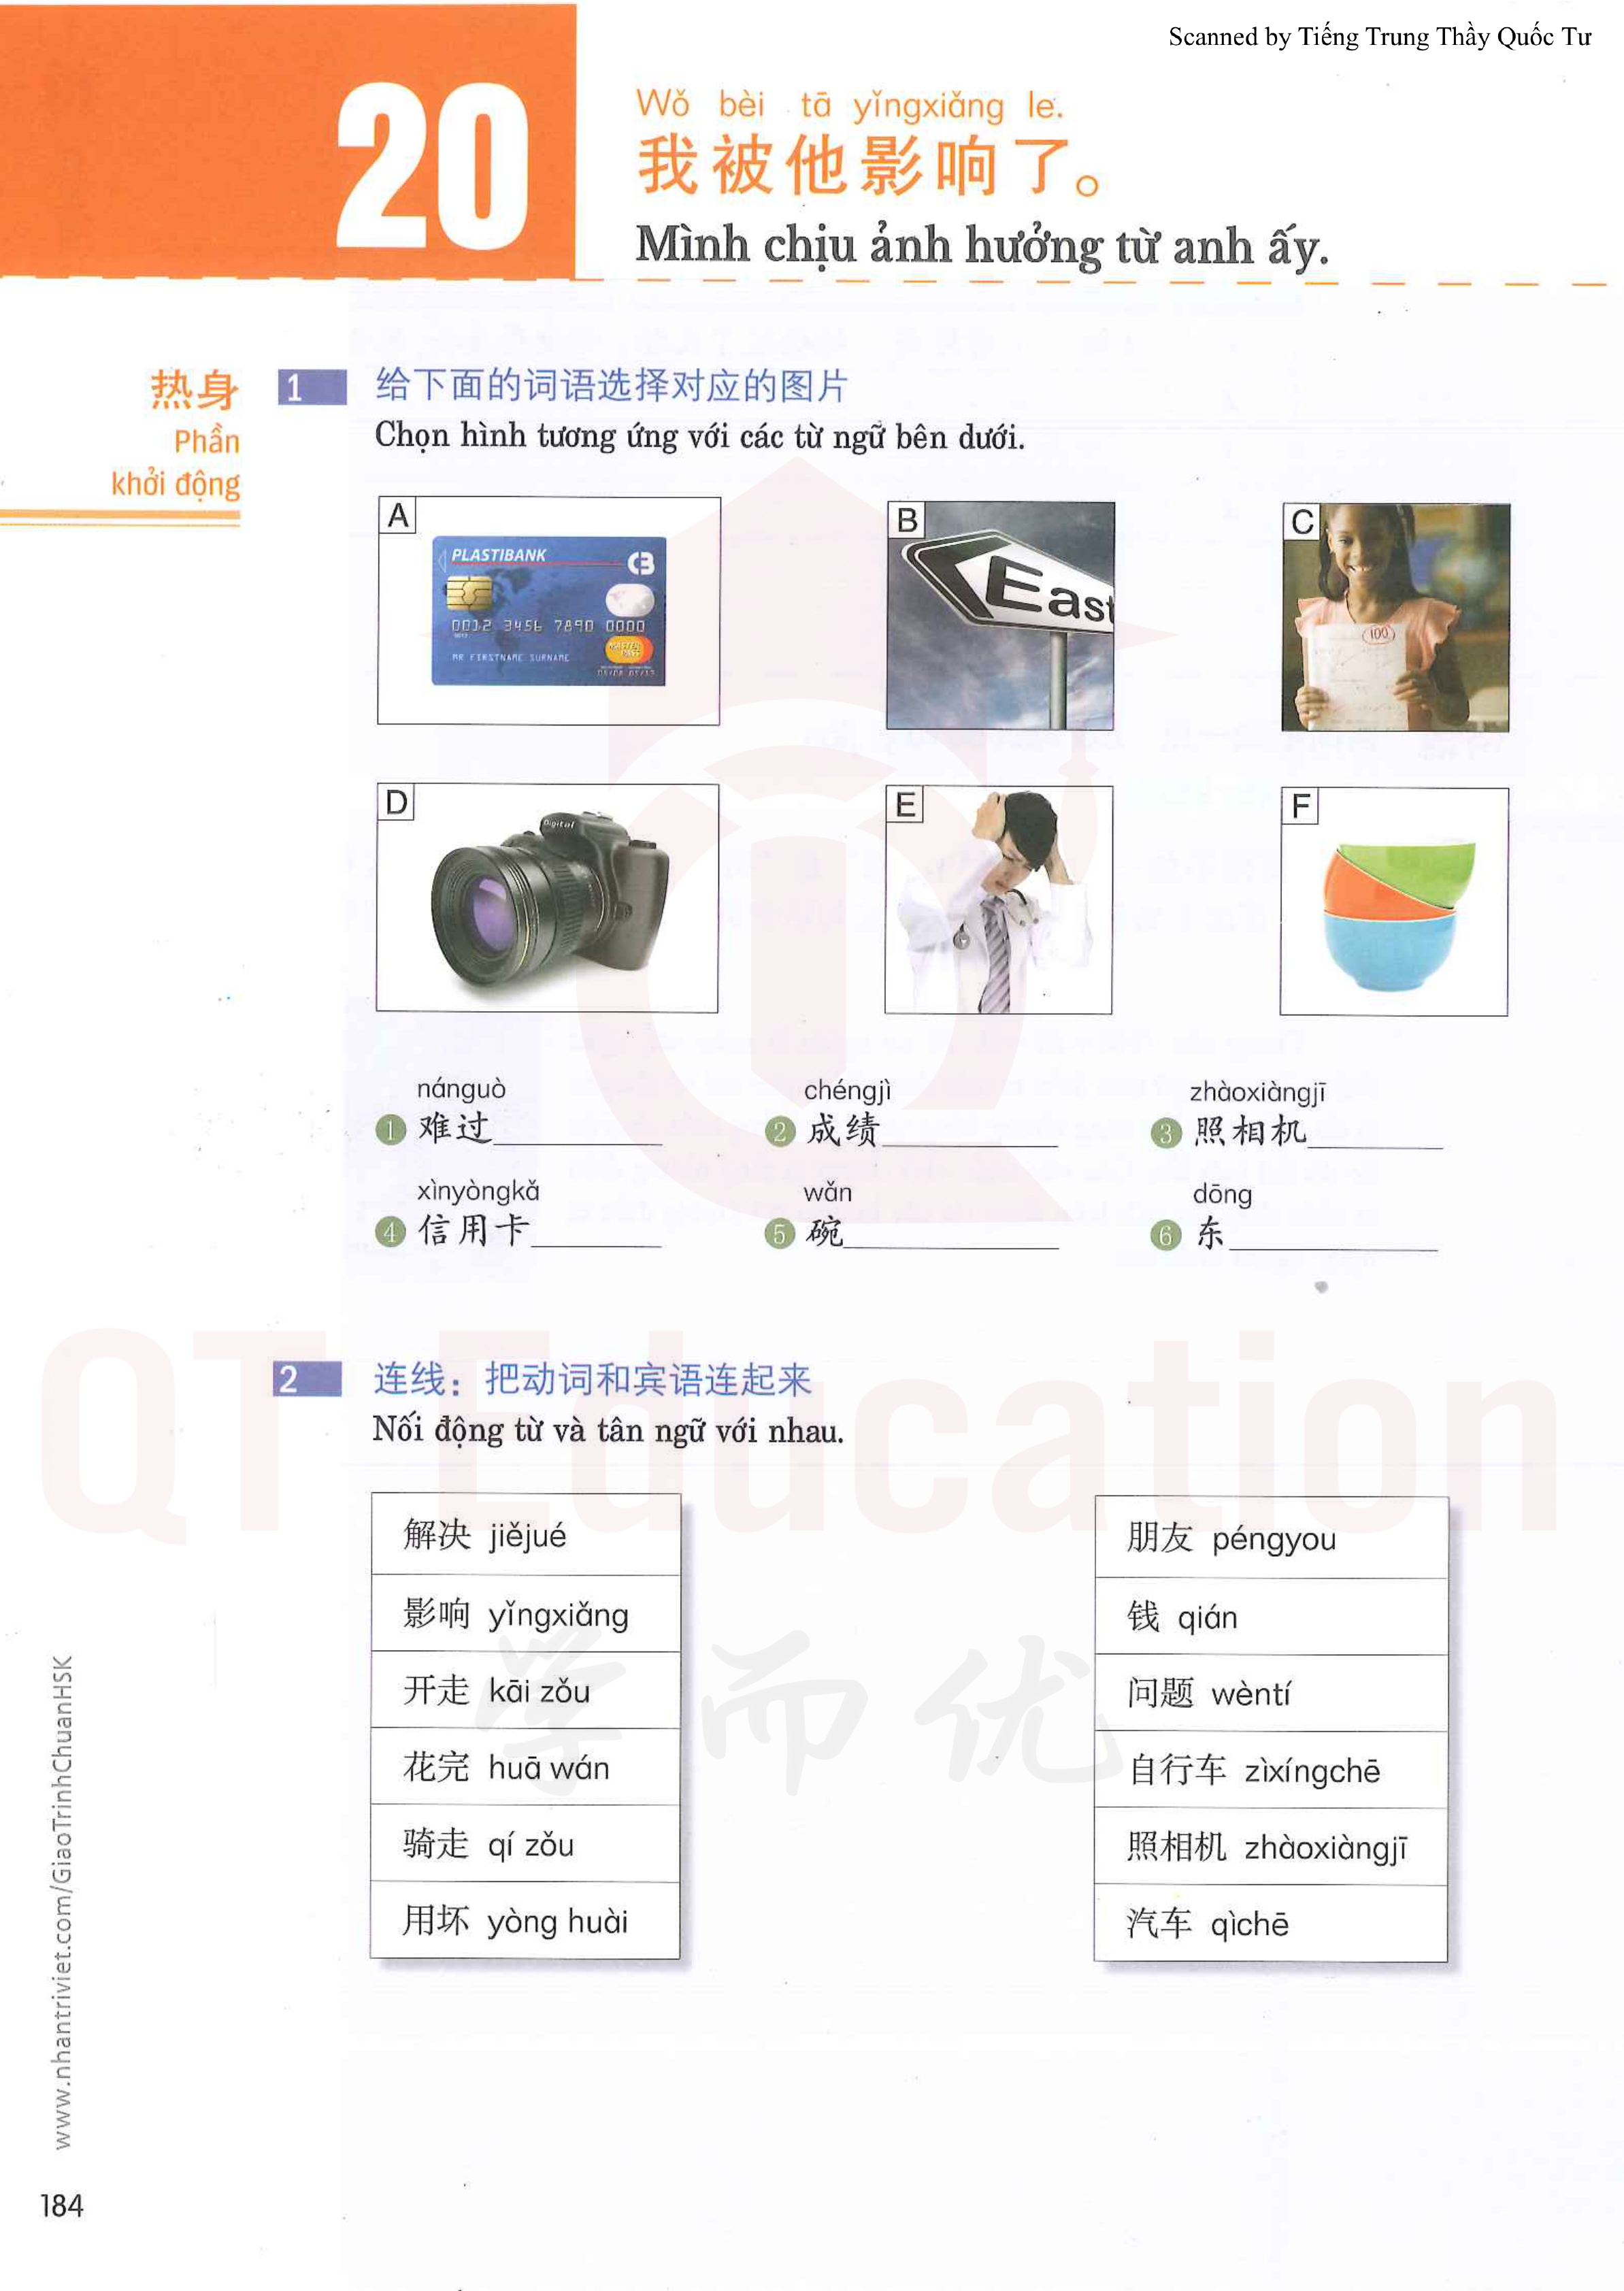 Scanned by Tiếng Trung Thầy Quốc Tư
20
Wǒ bèi tā yǐngxiǎng le.
我被他影响了。
Mình chịu ảnh hưởng từ anh ấy.
热身
Phần
khởi động
1 给下面的词语选择对应的图片
Chọn hình tương ứng với các từ ngữ bên dưới.
A
PLASTIBANK
CB
0012 3456 7890 0000
MR FIRSTNAME SURNAME
B
East
C
100
D
Digital
E
F
nánguò chéngjì zhàoxiàngjī
1 难过 2 成绩 3 照相机
xìnyòngkǎ wǎn dōng
4 信用卡 5 碗 6 东
QT Education
2 连线：把动词和宾语连起来
Nối động từ và tân ngữ với nhau.
解决 jiějué
影响 yǐngxiǎng
开走 kāi zǒu
花完 huā wán
骑走 qí zǒu
用坏 yòng huài
朋友 péngyou
钱 qián
问题 wèntí
自行车 zìxíngchē
照相机 zhàoxiàngjī
汽车 qìchē
学而优
www.nhantriviet.com/GiaoTrinhChuanHSK
184